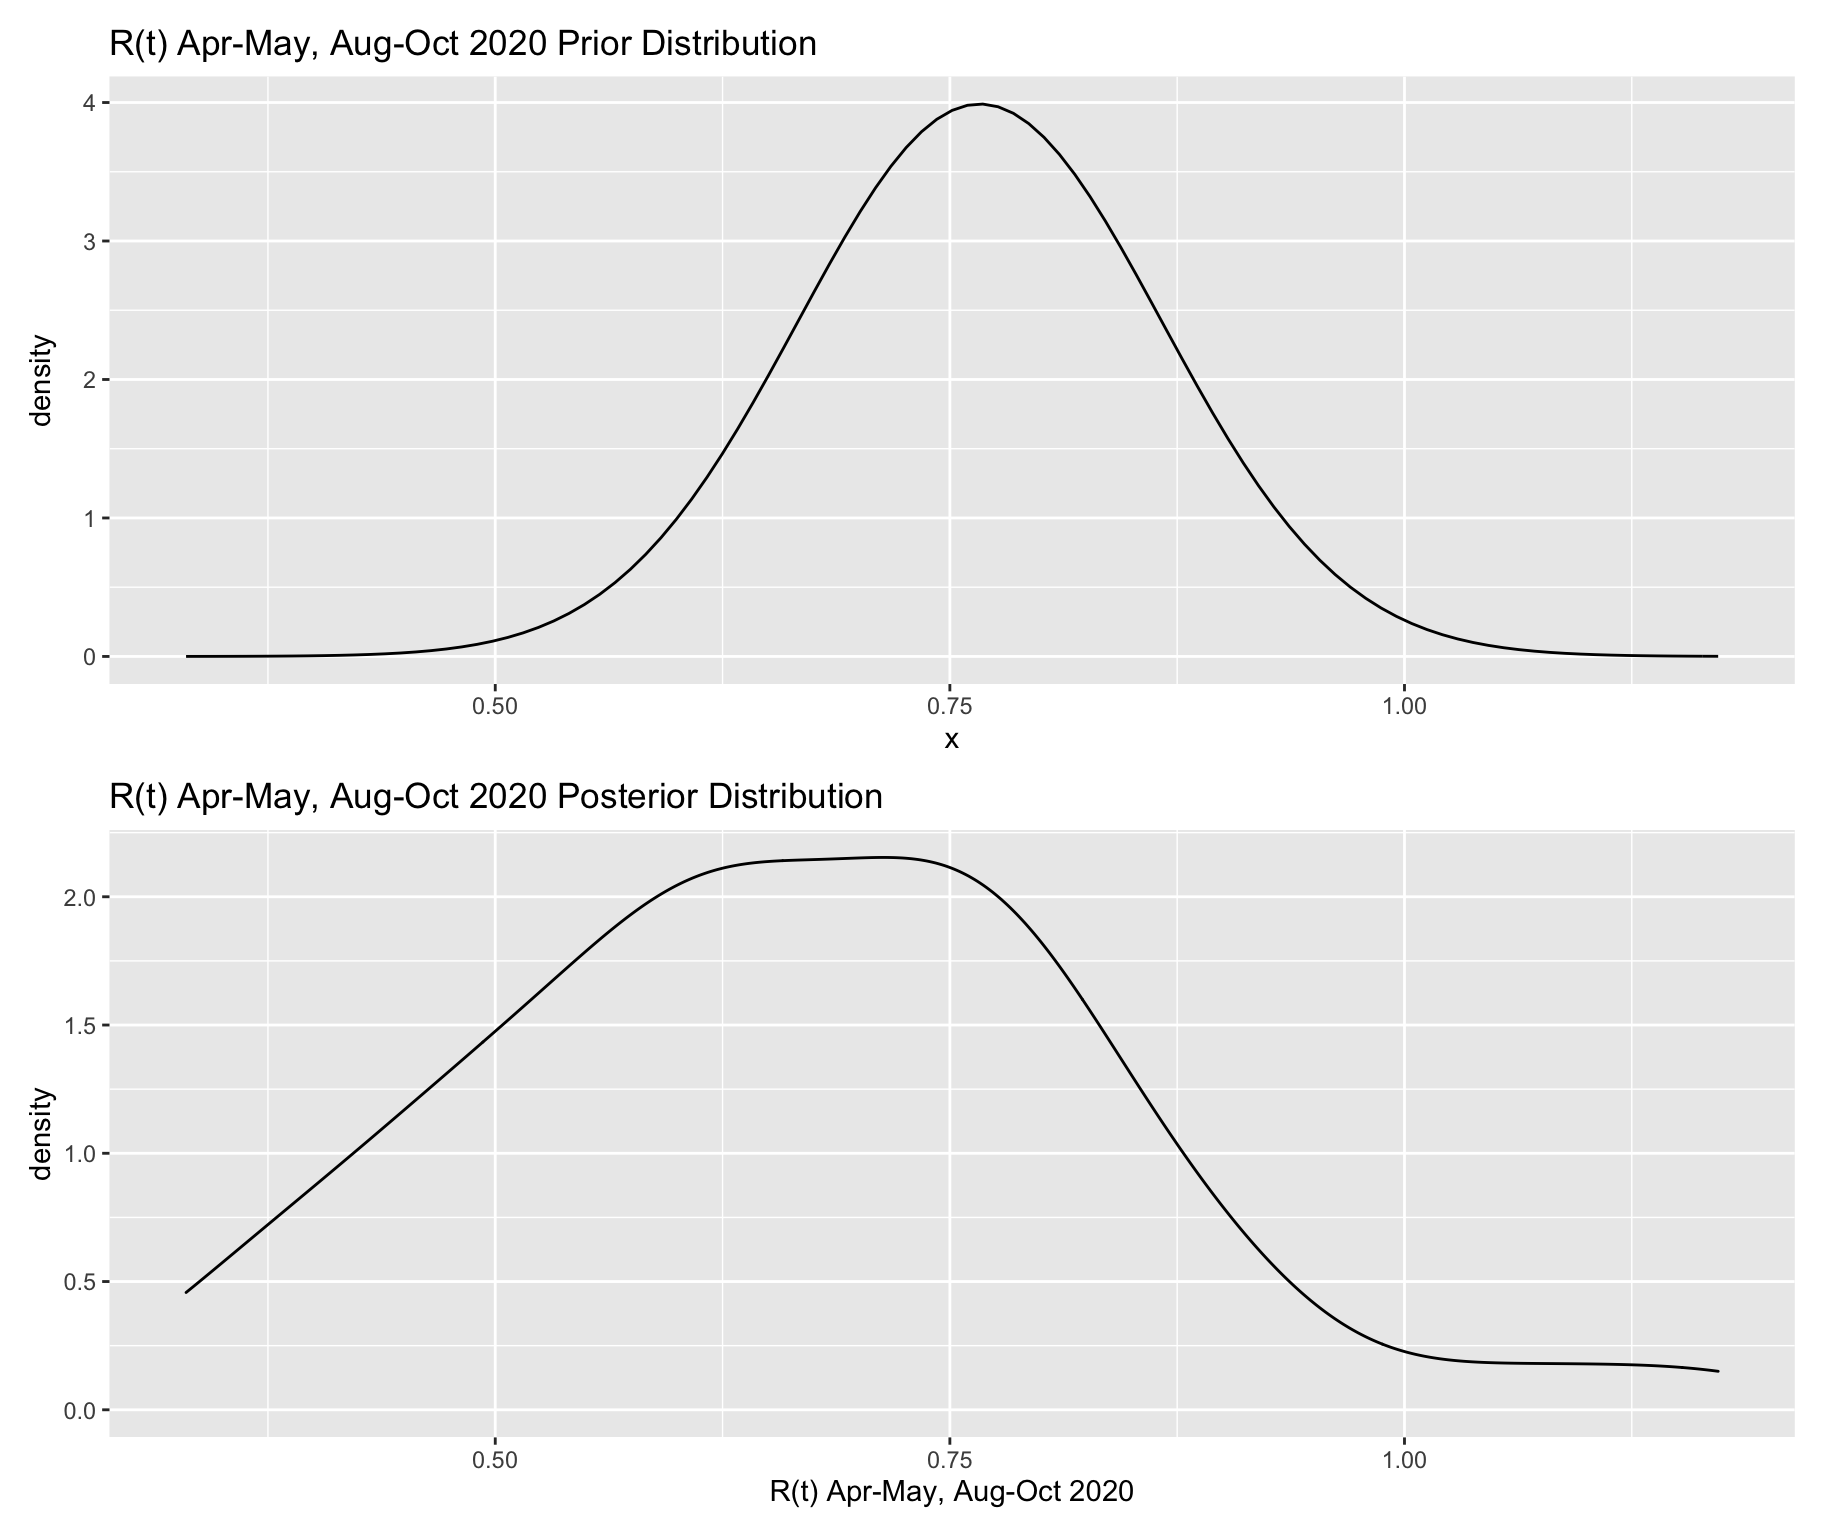 R(t) Apr-May, Aug-Oct 2020 Prior Distribution
4
3
2
1
0
density
0.50 0.75 1.00
x
R(t) Apr-May, Aug-Oct 2020 Posterior Distribution
2.0
1.5
1.0
0.5
0.0
density
0.50 0.75 1.00
R(t) Apr-May, Aug-Oct 2020